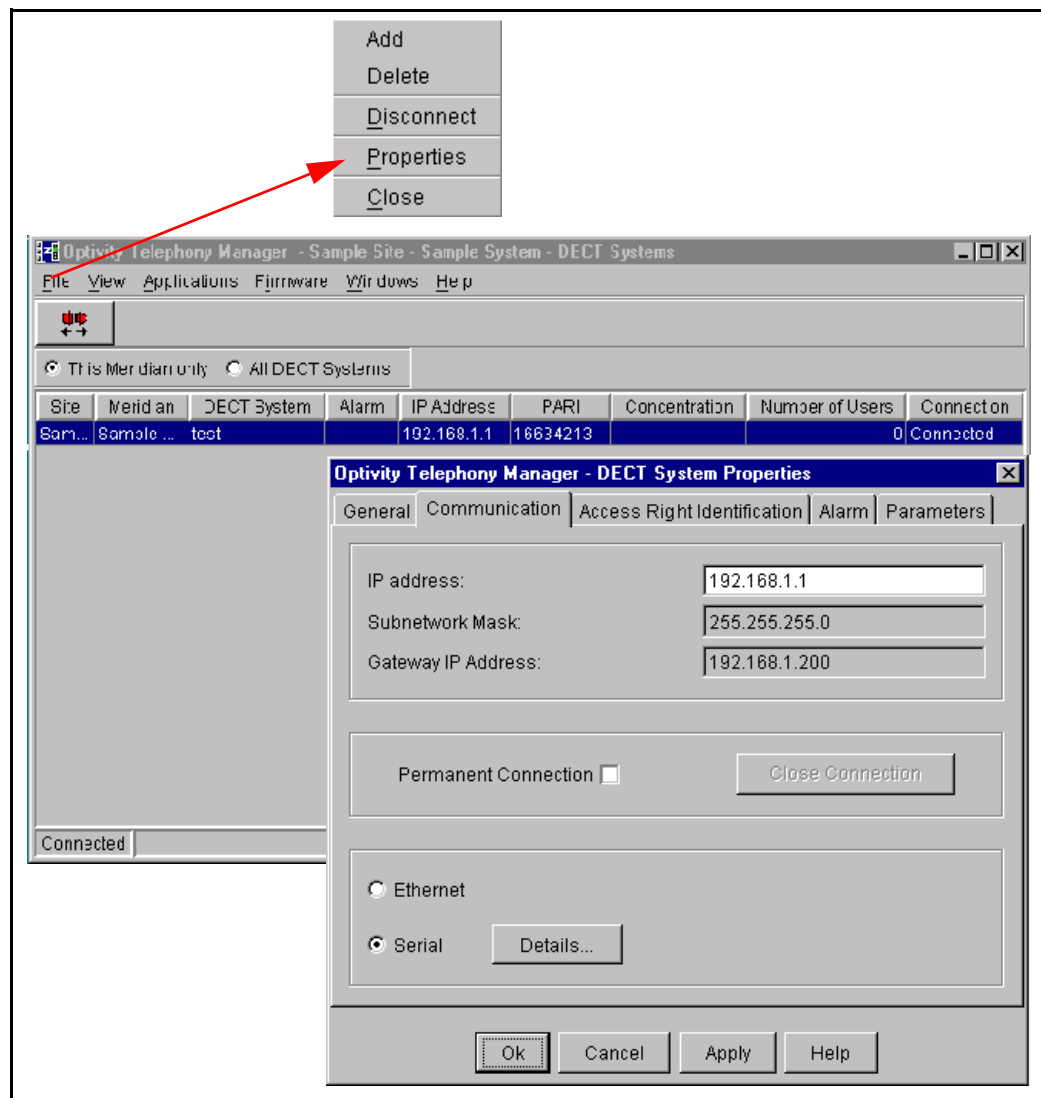 Add
Delete
Disconnect
Properties
Close
Optivity Telephony Manager - Sample Site - Sample System - DECT Systems
File View Applications Firmware Windows Help
This Meridian only All DECT Systems
Site Meridian DECT System Alarm IP Address PARI Concentration Number of Users Connection
Sam... Sample ... test 192.168.1.1 16634213 0 Connected
Optivity Telephony Manager - DECT System Properties
General Communication Access Right Identification Alarm Parameters
IP address: 192.168.1.1
Subnetwork Mask: 255.255.255.0
Gateway IP Address: 192.168.1.200
Permanent Connection Close Connection
Connected
Ethernet
Serial Details...
Ok Cancel Apply Help